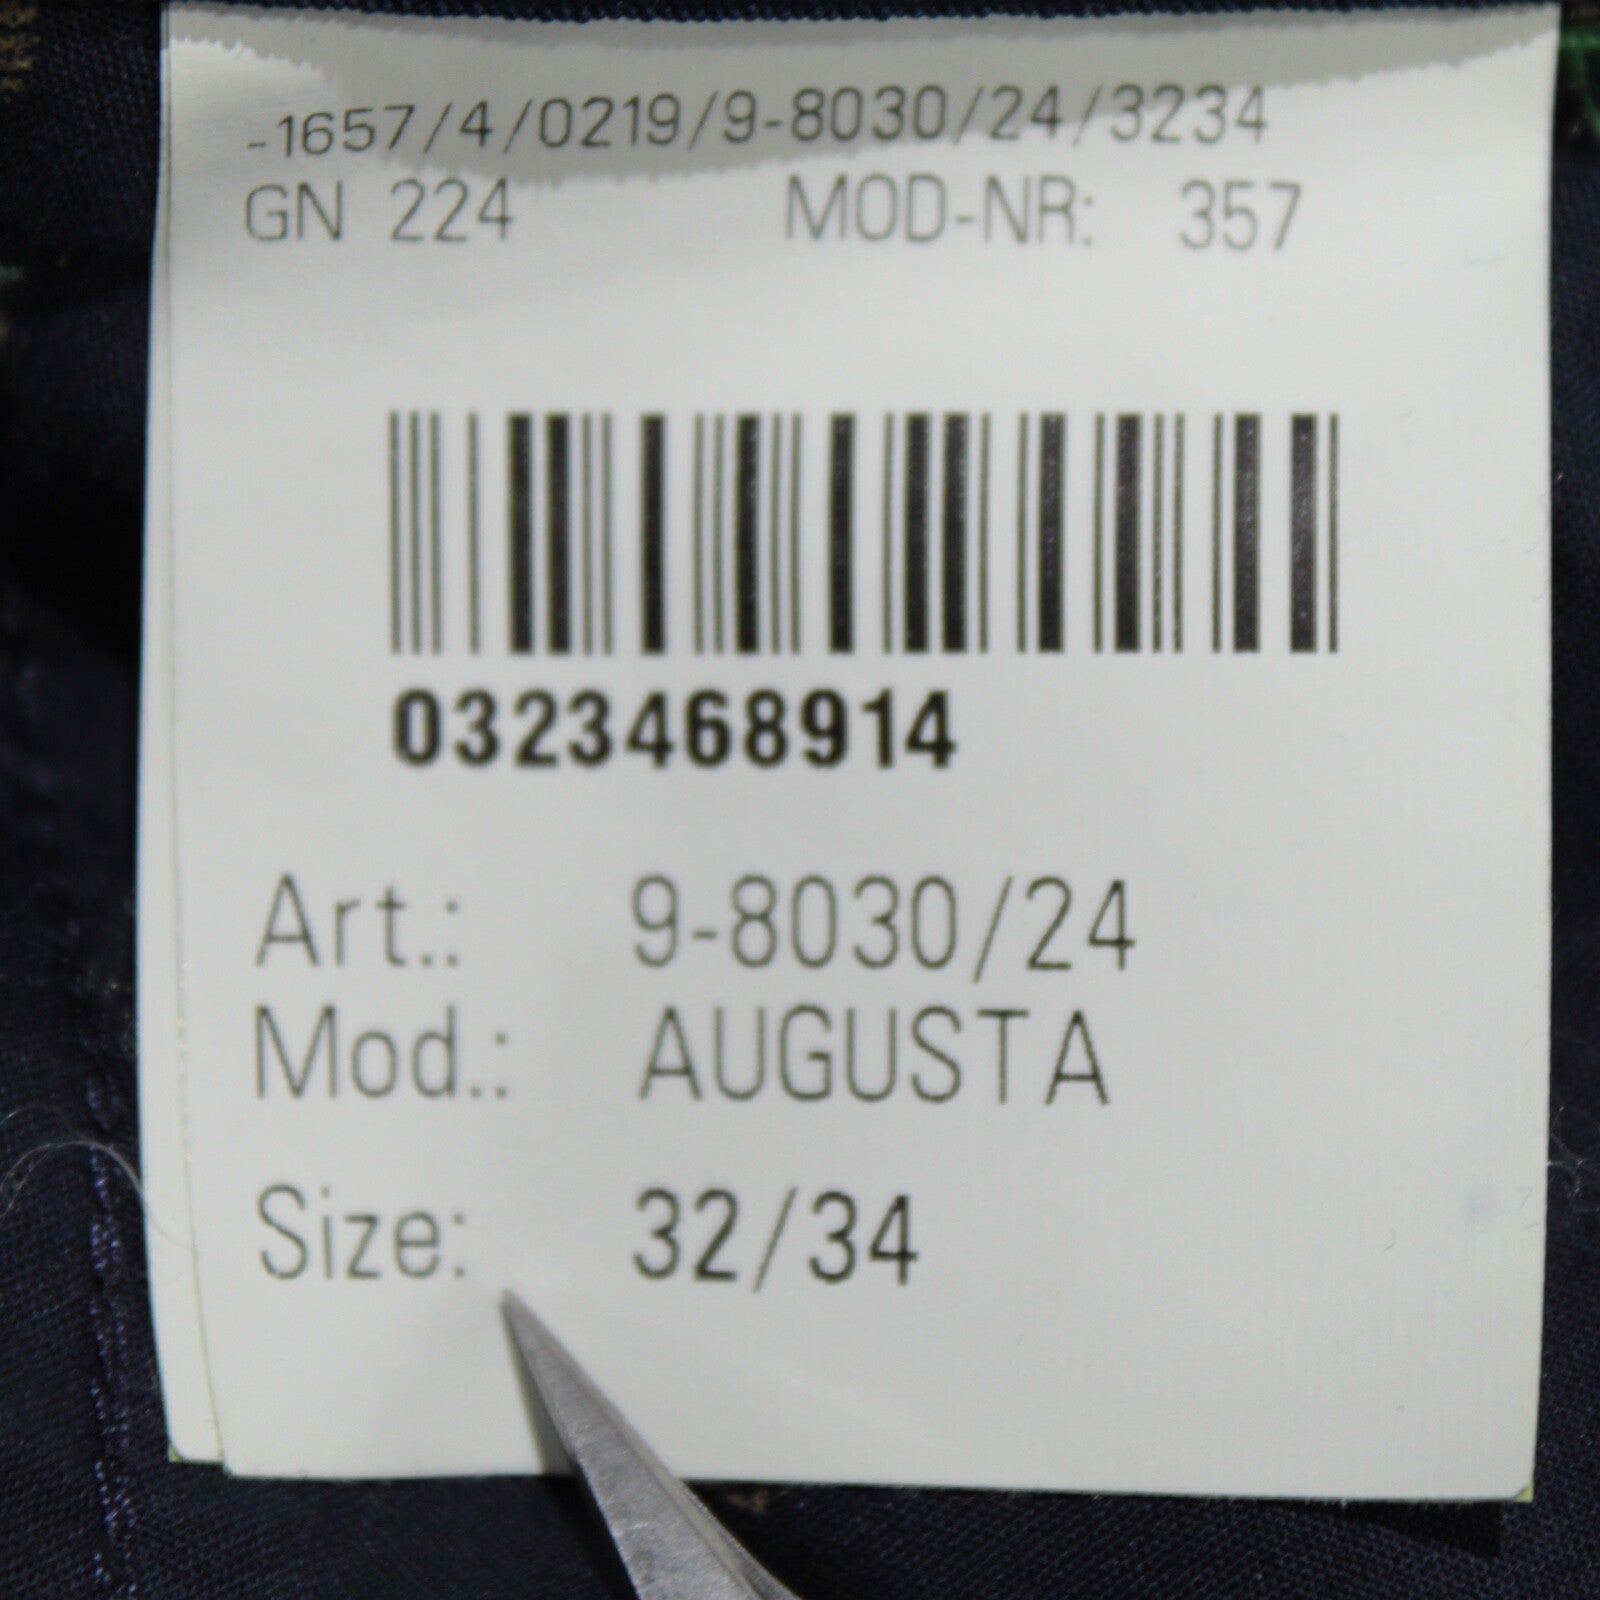 -1657/4/0219/9-8030/24/3234
GN 224 MOD-NR: 357
0323468914
Art.: 9-8030/24
Mod.: AUGUSTA
Size: 32/34